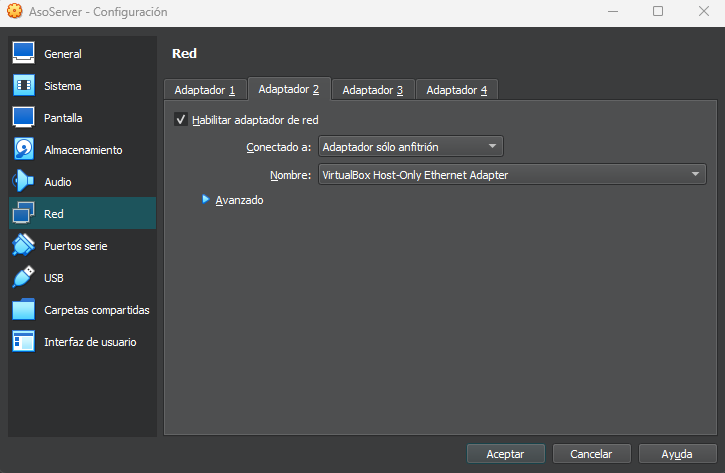 AsoServer - Configuración
General
Sistema
Pantalla
Almacenamiento
Audio
Red
Puertos serie
USB
Carpetas compartidas
Interfaz de usuario
Red
Adaptador 1 Adaptador 2 Adaptador 3 Adaptador 4
Habilitar adaptador de red
Conectado a: Adaptador sólo anfitrión
Nombre: VirtualBox Host-Only Ethernet Adapter
Avanzado
Aceptar Cancelar Ayuda